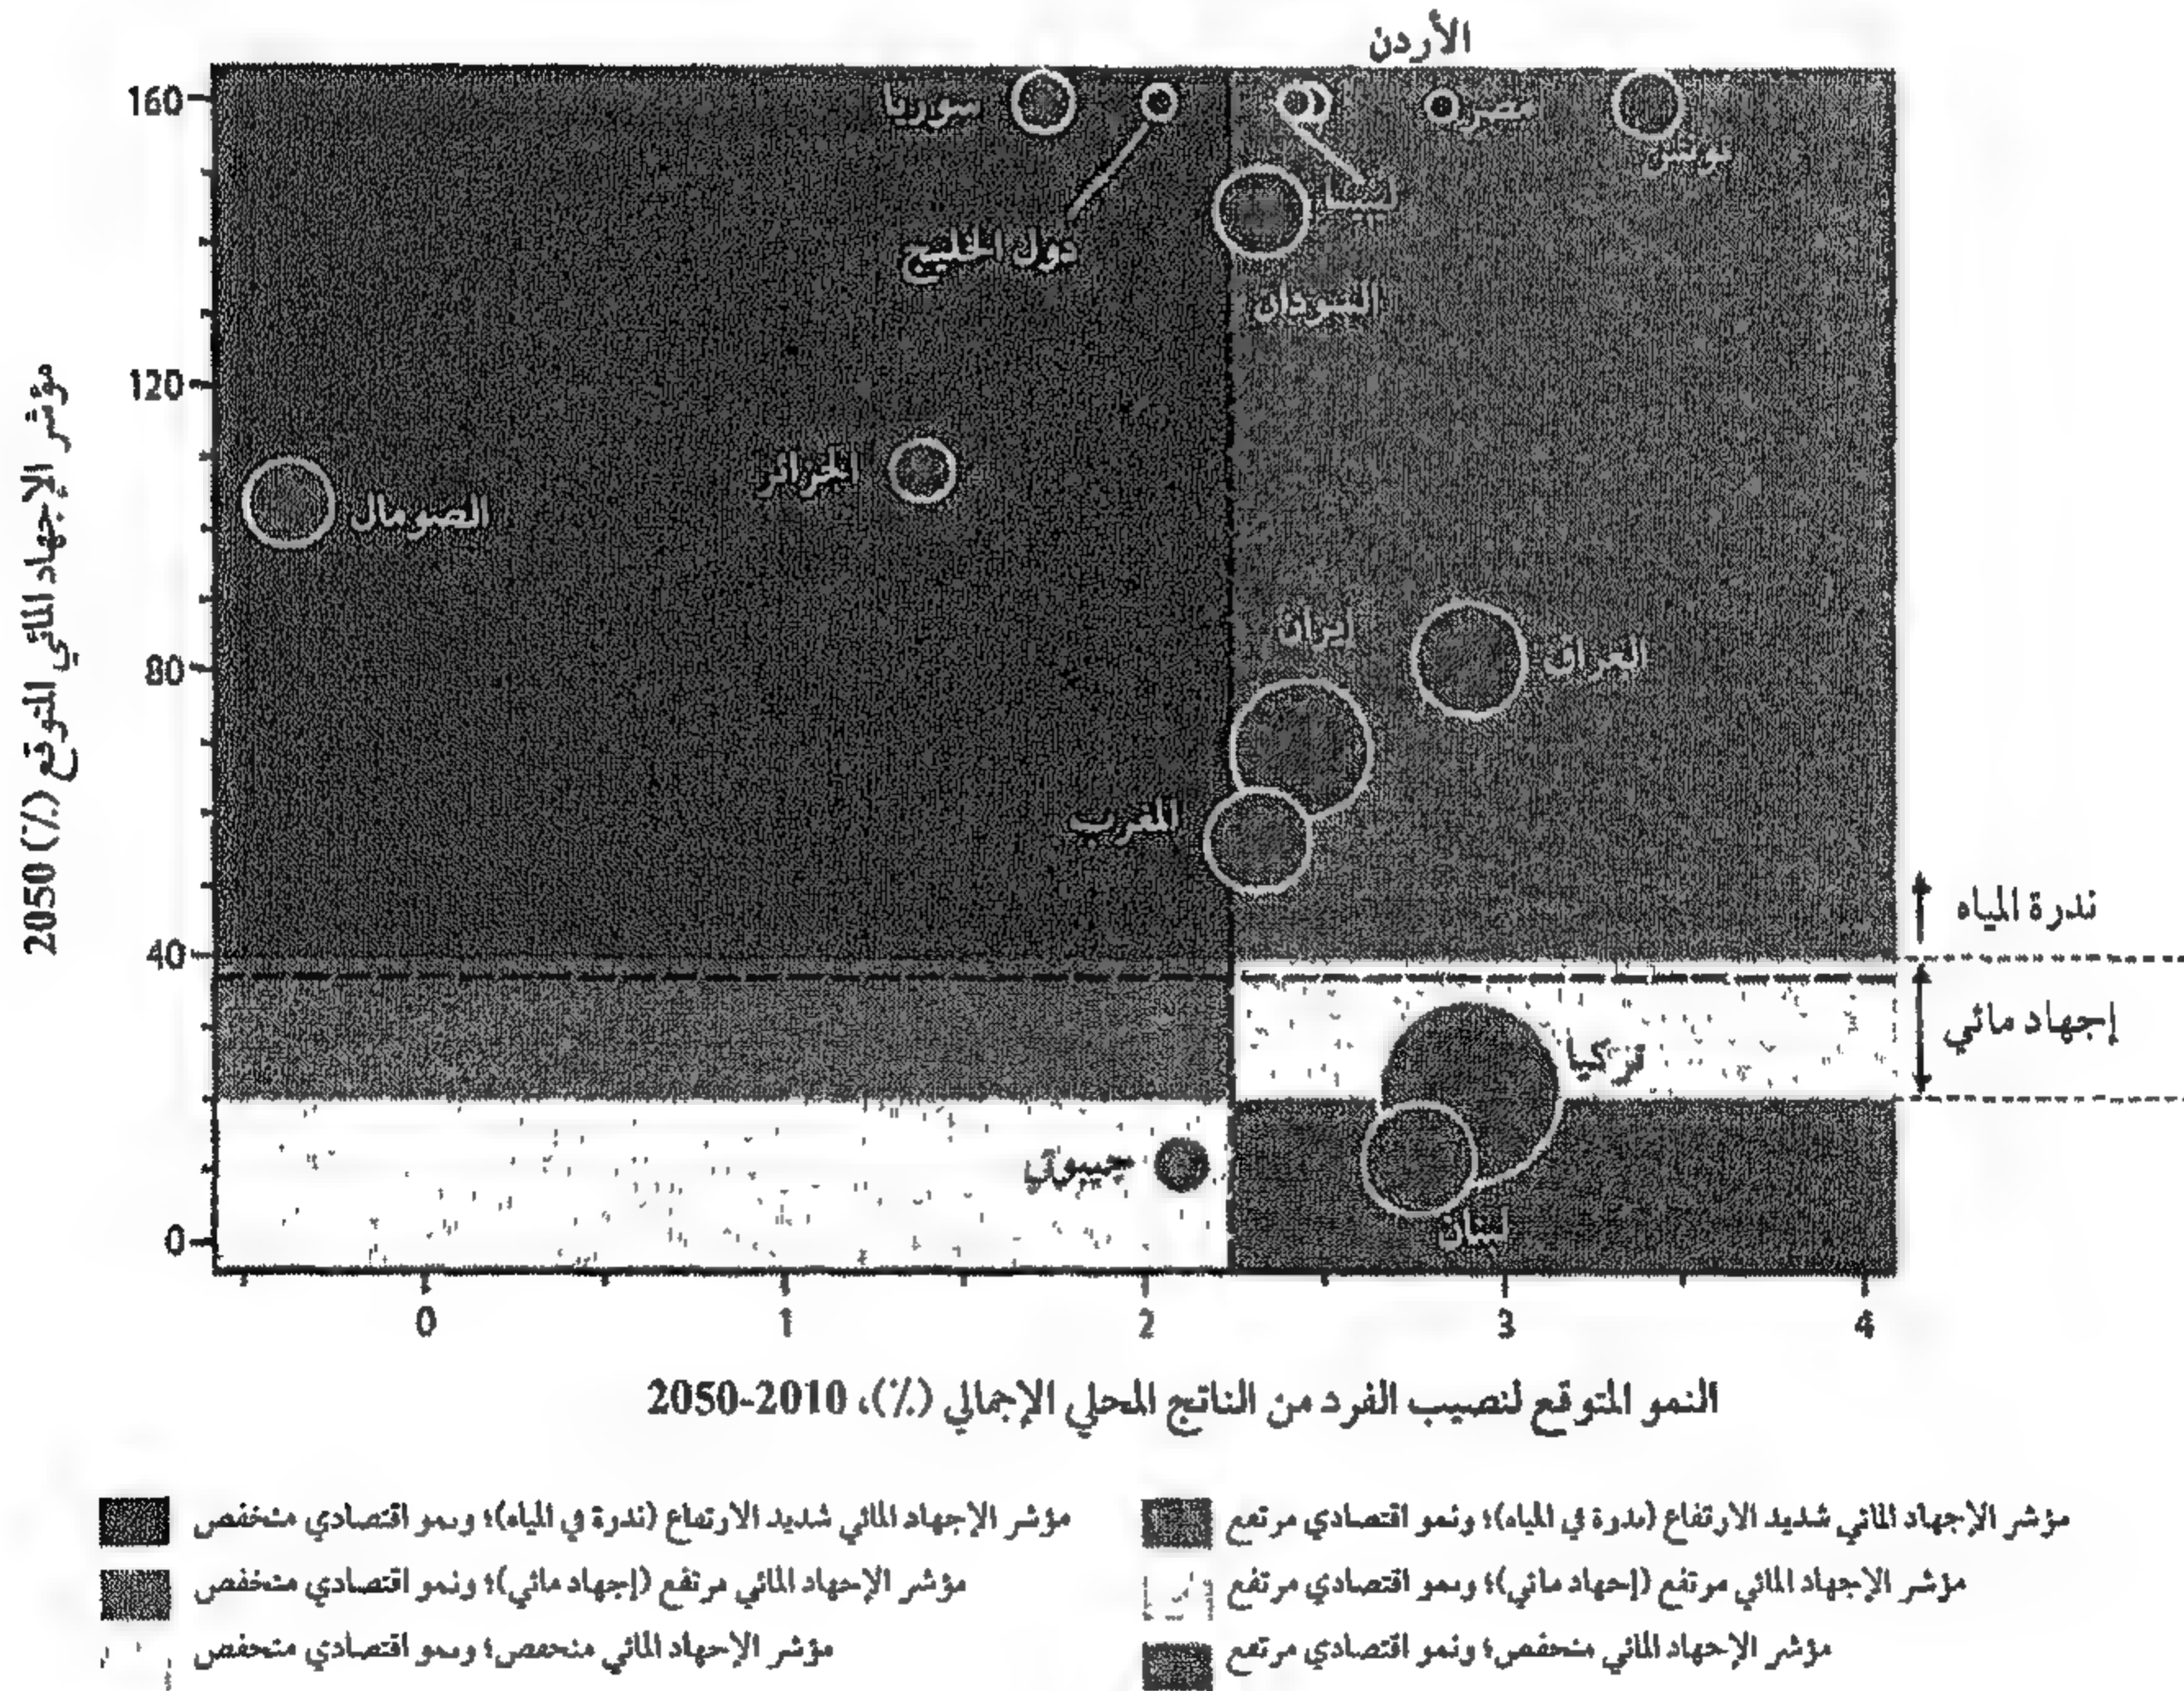 الأردن
160
سوريا
مصر
تونس
ليبيا
دول الخليج
السودان
120
الجزائر
الصومال
إيران
العراق
80
المغرب
مؤشر الإجهاد المائي المتوقع (٪) 2050
ندرة المياه
40
إجهاد مائي
تركيا
جيبوتي
لبنان
0
0 1 2 3 4
النمو المتوقع لنصيب الفرد من الناتج المحلي الإجمالي (٪)، 2010-2050
مؤشر الإجهاد المائي شديد الارتفاع (ندرة في المياه)؛ ونمو اقتصادي مرتفع
مؤشر الإجهاد المائي مرتفع (إجهاد مائي)؛ ونمو اقتصادي مرتفع
مؤشر الإجهاد المائي منخفض؛ ونمو اقتصادي مرتفع
مؤشر الإجهاد المائي شديد الارتفاع (ندرة في المياه)؛ ونمو اقتصادي منخفض
مؤشر الإجهاد المائي مرتفع (إجهاد مائي)؛ ونمو اقتصادي منخفض
مؤشر الإجهاد المائي منخفض؛ ونمو اقتصادي منخفض